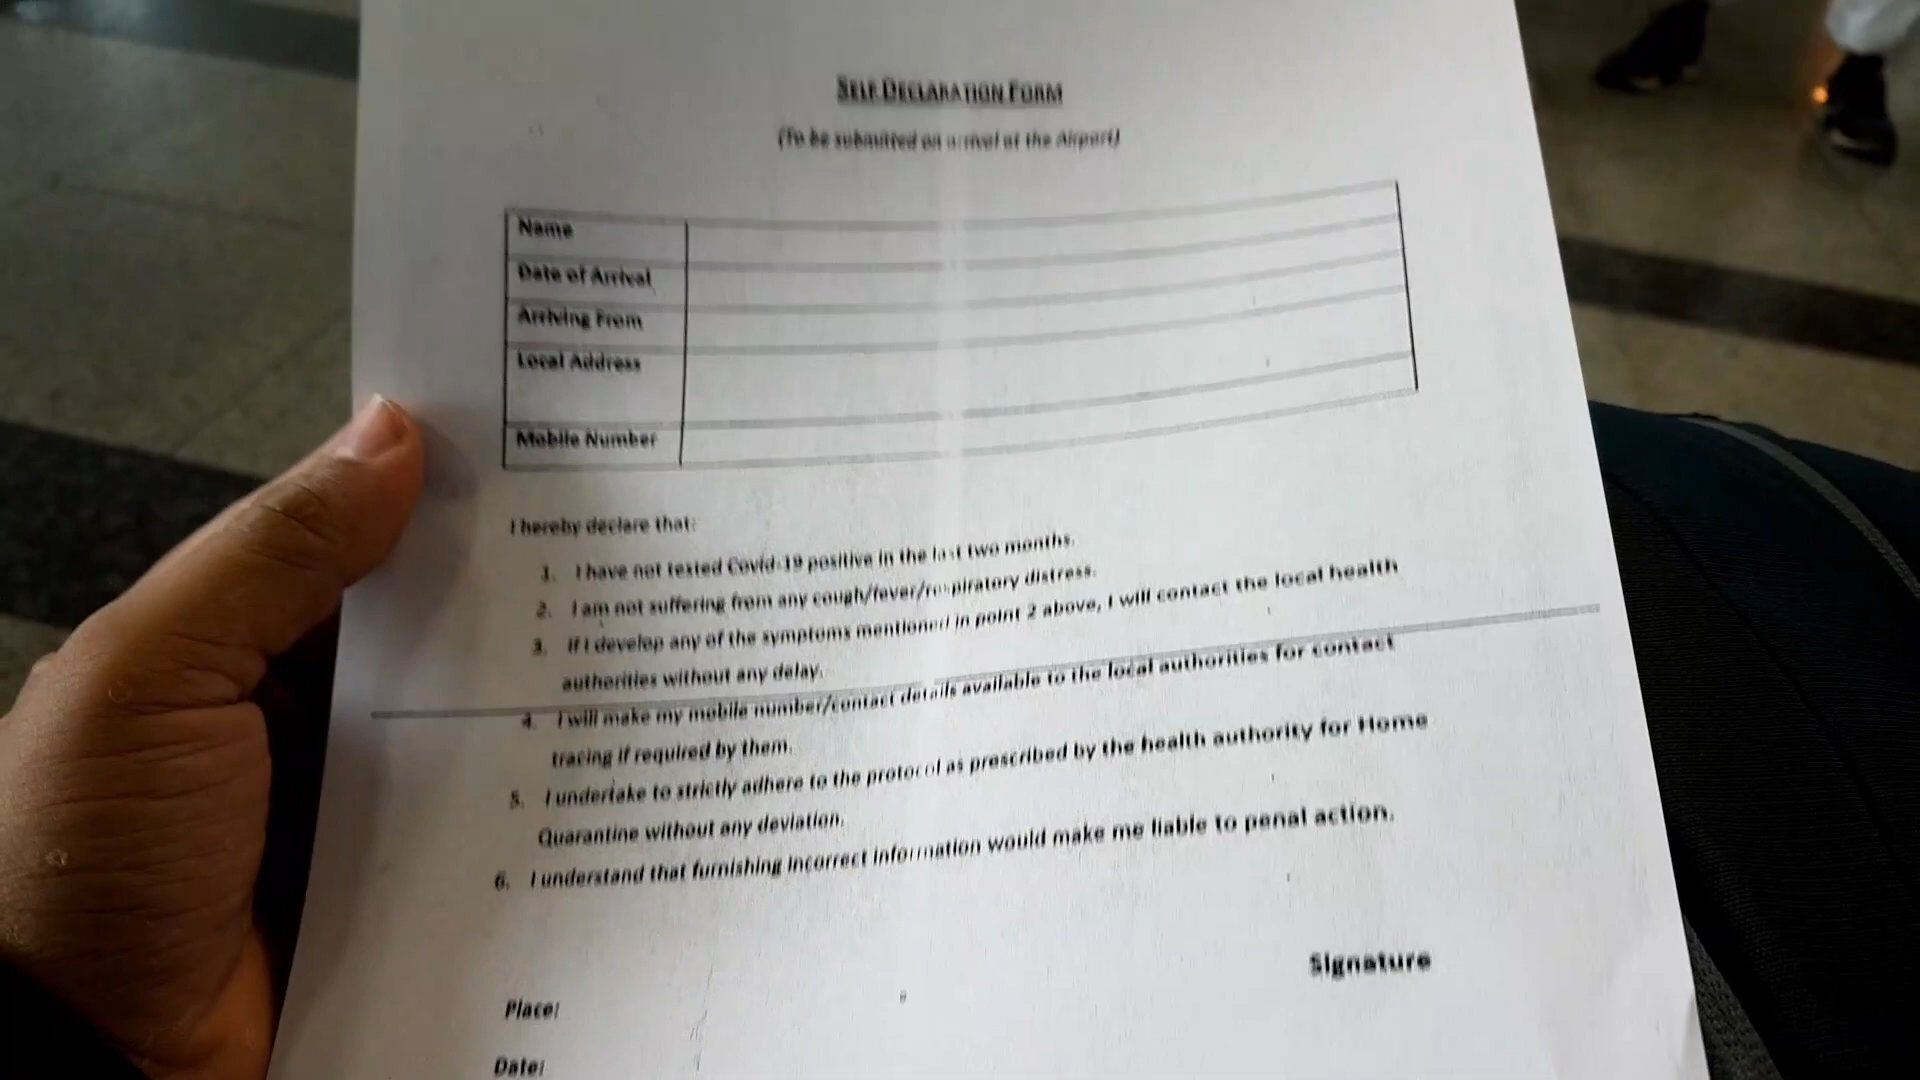 SELF DECLARATION FORM
(To be submitted on arrival at the Airport)
Name
Date of Arrival
Arriving From
Local Address
Mobile Number
I hereby declare that:
1. I have not tested Covid-19 positive in the last two months.
2. I am not suffering from any cough/fever/respiratory distress.
3. If I develop any of the symptoms mentioned in point 2 above, I will contact the local health
authorities without any delay.
4. I will make my mobile number/contact details available to the local authorities for contact
tracing if required by them.
5. I undertake to strictly adhere to the protocol as prescribed by the health authority for Home
Quarantine without any deviation.
6. I understand that furnishing incorrect information would make me liable to penal action.
Signature
Place:
Date: